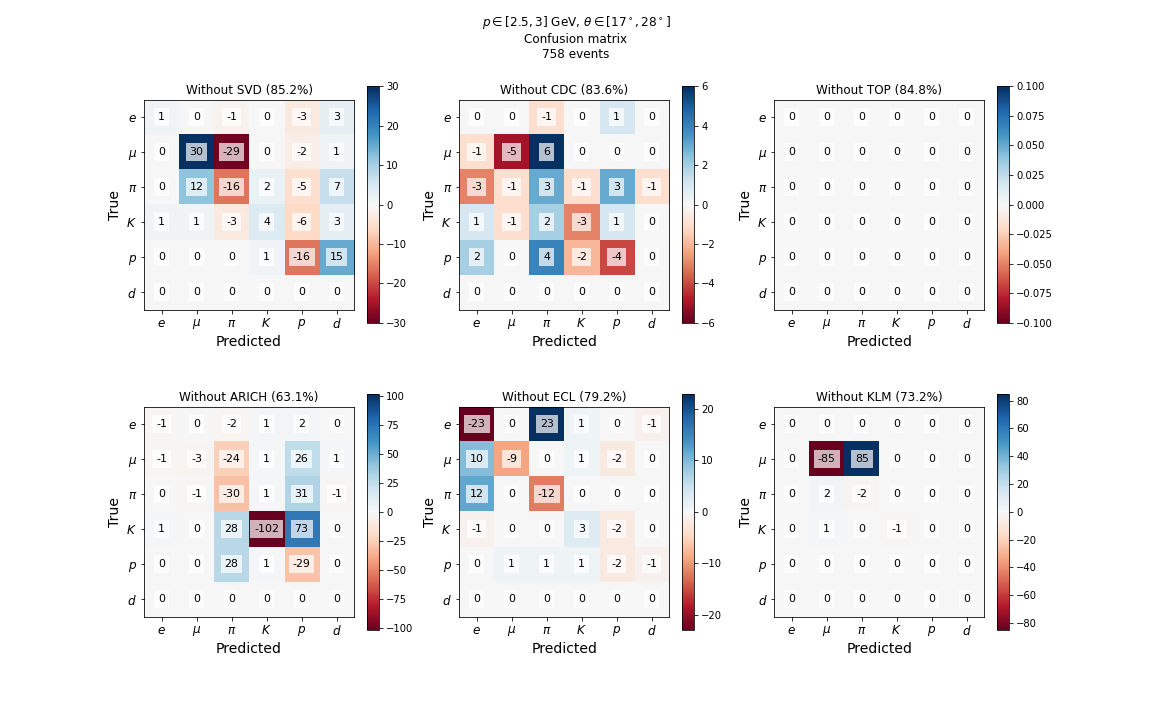 p ∈ [2.5, 3] GeV, θ ∈ [17°, 28°]
Confusion matrix
758 events
Without SVD (85.2%)
True
e 1 0 -1 0 -3 3
μ 0 30 -29 0 -2 1
π 0 12 -16 2 -5 7
K 1 1 -3 4 -6 3
p 0 0 0 1 -16 15
d 0 0 0 0 0 0
e μ π K p d
Predicted
30
20
10
0
−10
−20
−30
Without CDC (83.6%)
True
e 0 0 -1 0 1 0
μ -1 -5 6 0 0 0
π -3 -1 3 -1 3 -1
K 1 -1 2 -3 1 0
p 2 0 4 -2 -4 0
d 0 0 0 0 0 0
e μ π K p d
Predicted
6
4
2
0
−2
−4
−6
Without TOP (84.8%)
True
e 0 0 0 0 0 0
μ 0 0 0 0 0 0
π 0 0 0 0 0 0
K 0 0 0 0 0 0
p 0 0 0 0 0 0
d 0 0 0 0 0 0
e μ π K p d
Predicted
0.100
0.075
0.050
0.025
0.000
−0.025
−0.050
−0.075
−0.100
Without ARICH (63.1%)
True
e -1 0 -2 1 2 0
μ -1 -3 -24 1 26 1
π 0 -1 -30 1 31 -1
K 1 0 28 -102 73 0
p 0 0 28 1 -29 0
d 0 0 0 0 0 0
e μ π K p d
Predicted
100
75
50
25
0
−25
−50
−75
−100
Without ECL (79.2%)
True
e -23 0 23 1 0 -1
μ 10 -9 0 1 -2 0
π 12 0 -12 0 0 0
K -1 0 0 3 -2 0
p 0 1 1 1 -2 -1
d 0 0 0 0 0 0
e μ π K p d
Predicted
20
10
0
−10
−20
Without KLM (73.2%)
True
e 0 0 0 0 0 0
μ 0 -85 85 0 0 0
π 0 2 -2 0 0 0
K 0 1 0 -1 0 0
p 0 0 0 0 0 0
d 0 0 0 0 0 0
e μ π K p d
Predicted
80
60
40
20
0
−20
−40
−60
−80